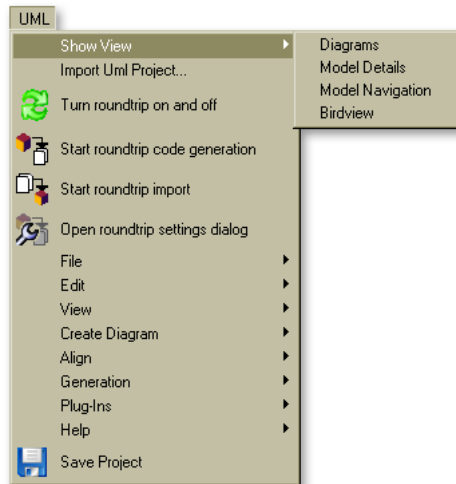 UML
Show View
Diagrams
Model Details
Model Navigation
Birdview
Import Uml Project...
Turn roundtrip on and off
Start roundtrip code generation
Start roundtrip import
Open roundtrip settings dialog
File
Edit
View
Create Diagram
Align
Generation
Plug-Ins
Help
Save Project